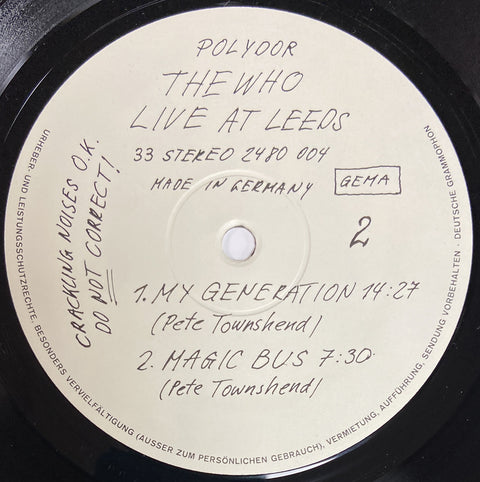 POLYDOR
THE WHO
LIVE AT LEEDS
33 STEREO 2480 004
MADE IN GERMANY
GEMA
2
CRACKLING NOISES O.K.
DO NOT CORRECT!
1. MY GENERATION 14:27
(Pete Townshend)
2. MAGIC BUS 7:30
(Pete Townshend)
URHEBER- UND LEISTUNGSSCHUTZRECHTE, BESONDERS VERVIELFÄLTIGUNG (AUSSER ZUM PERSÖNLICHEN GEBRAUCH), VERMIETUNG, AUFFÜHRUNG, SENDUNG VORBEHALTEN · DEUTSCHE GRAMMOPHON